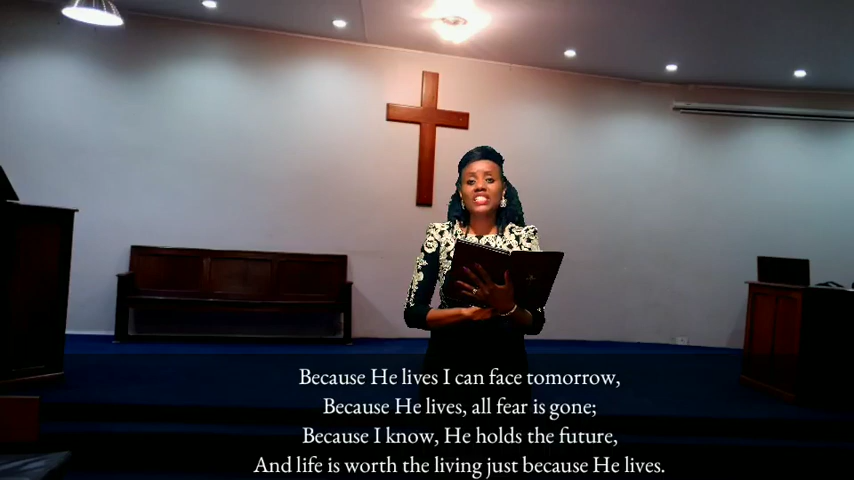 Because He lives I can face tomorrow,
Because He lives, all fear is gone;
Because I know, He holds the future,
And life is worth the living just because He lives.